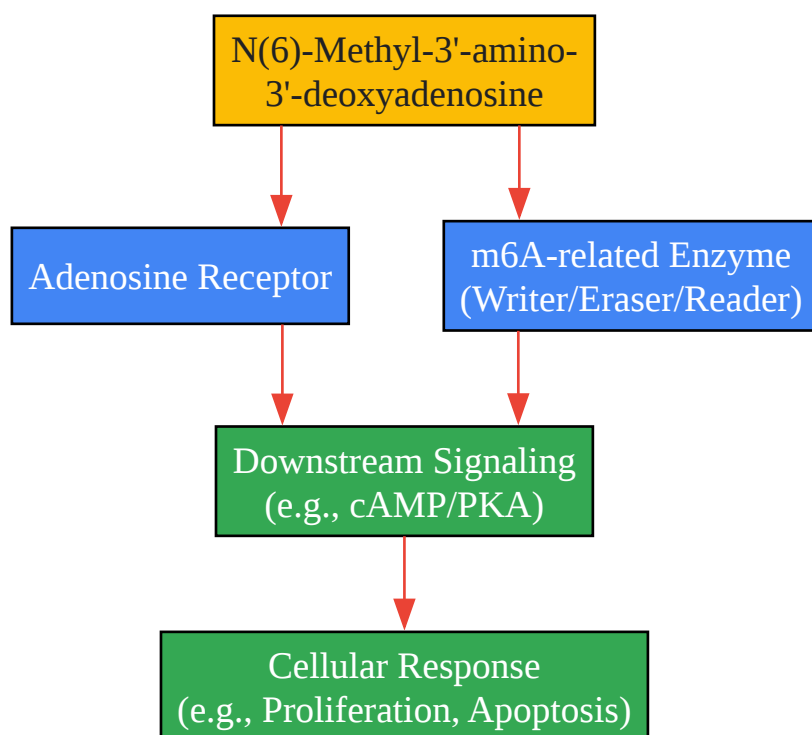 N(6)-Methyl-3'-amino-
3'-deoxyadenosine
Adenosine Receptor
m6A-related Enzyme
(Writer/Eraser/Reader)
Downstream Signaling
(e.g., cAMP/PKA)
Cellular Response
(e.g., Proliferation, Apoptosis)